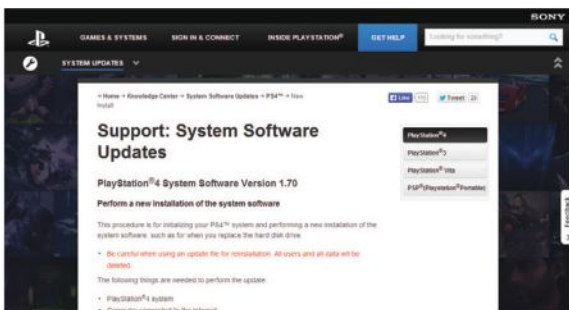 SONY
GAMES & SYSTEMS SIGN IN & CONNECT INSIDE PLAYSTATION® GET HELP Looking for something?
SYSTEM UPDATES
→ Home → Knowledge Center → System Software Updates → PS4™ → New
Install
Like Tweet
Support: System Software
Updates
PlayStation®4
PlayStation®3
PlayStation®Vita
PSP®(Playstation®Portable)
PlayStation®4 System Software Version 1.70
Perform a new installation of the system software
This procedure is for initializing your PS4™ system and performing a new installation of the
system software, such as for when you replace the hard disk drive.
• Be careful when using an update file for reinstallation. All users and all data will be
deleted.
The following things are needed to perform the update.
• PlayStation®4 system
• Computer connected to the Internet
Feedback